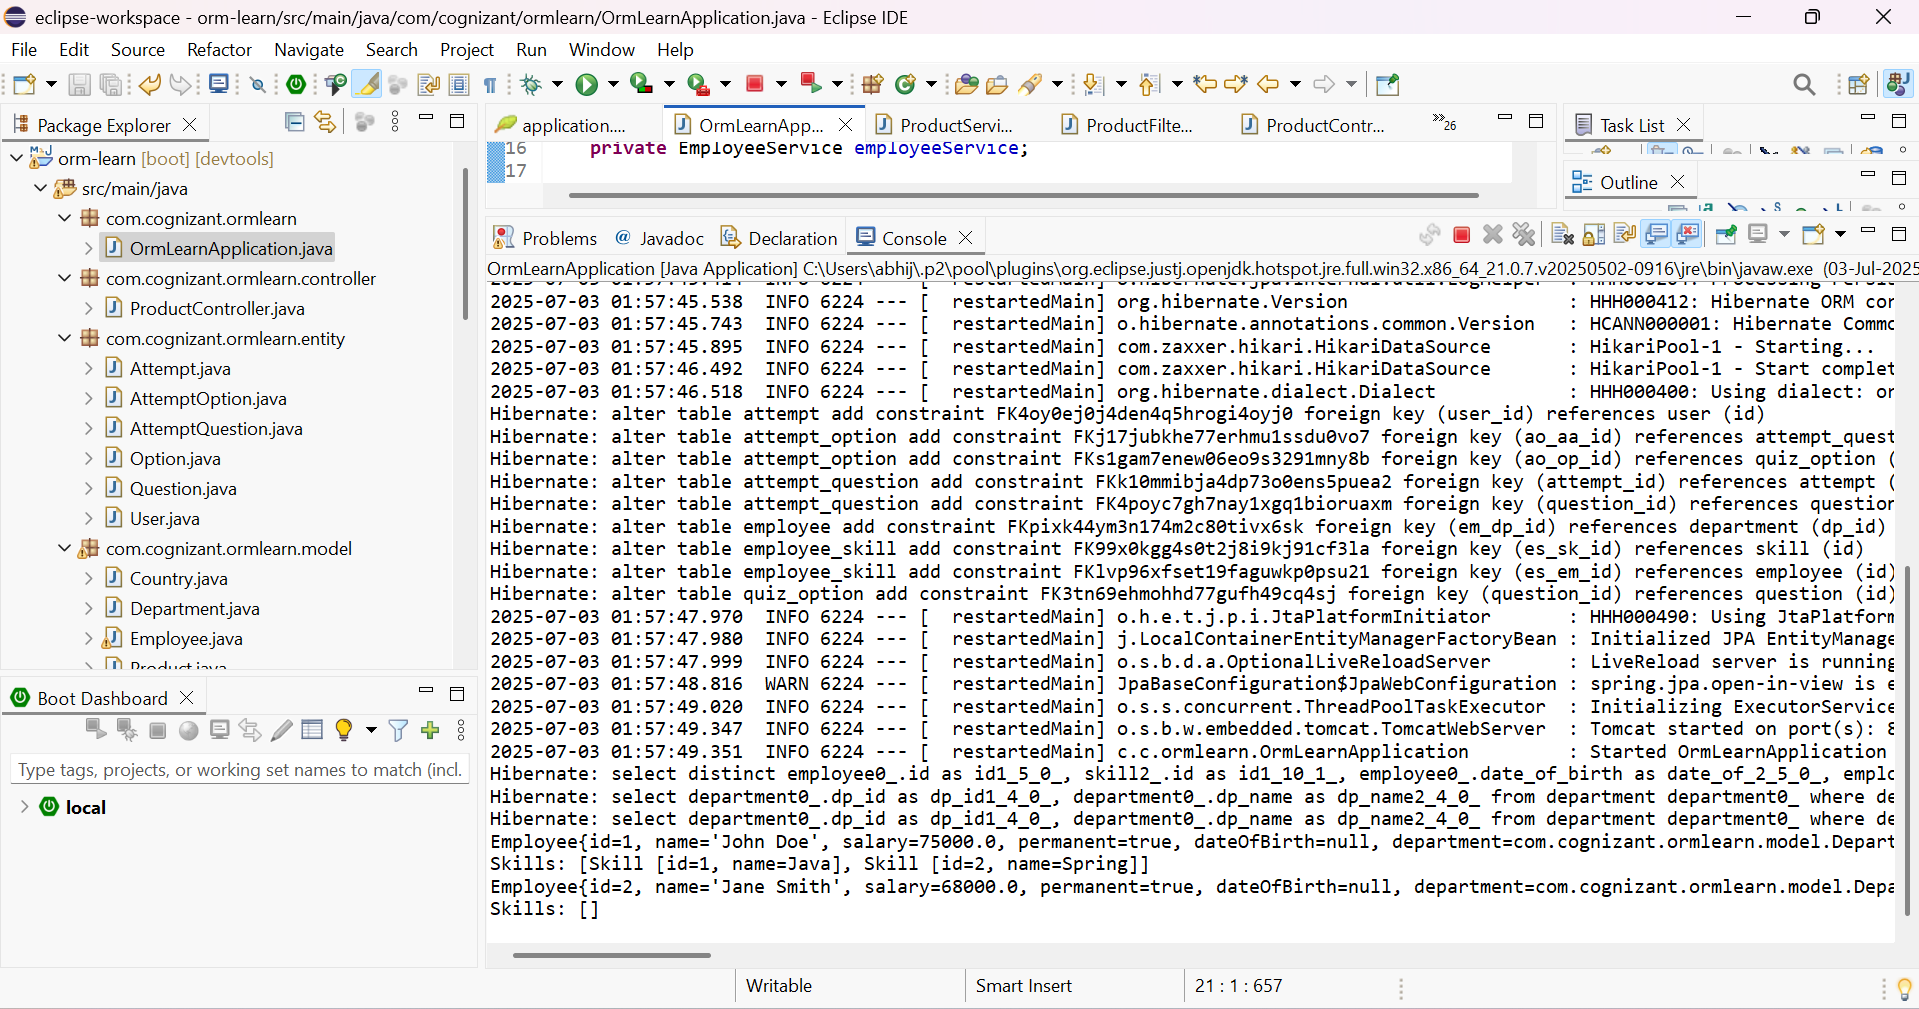 eclipse-workspace - orm-learn/src/main/java/com/cognizant/ormlearn/OrmLearnApplication.java - Eclipse IDE
File Edit Source Refactor Navigate Search Project Run Window Help
Package Explorer
orm-learn [boot] [devtools]
src/main/java
com.cognizant.ormlearn
OrmLearnApplication.java
com.cognizant.ormlearn.controller
ProductController.java
com.cognizant.ormlearn.entity
Attempt.java
AttemptOption.java
AttemptQuestion.java
Option.java
Question.java
User.java
com.cognizant.ormlearn.model
Country.java
Department.java
Employee.java
Product.java
Boot Dashboard
Type tags, projects, or working set names to match (incl.
local
application.... OrmLearnApp... ProductServi... ProductFilte... ProductContr... »26
16 private EmployeeService employeeService;
17
Task List
Outline
Problems Javadoc Declaration Console
OrmLearnApplication [Java Application] C:\Users\abhij\.p2\pool\plugins\org.eclipse.justj.openjdk.hotspot.jre.full.win32.x86_64_21.0.7.v20250502-0916\jre\bin\javaw.exe (03-Jul-2025
2025-07-03 01:57:45.538 INFO 6224 --- [ restartedMain] org.hibernate.Version : HHH000412: Hibernate ORM cor
2025-07-03 01:57:45.743 INFO 6224 --- [ restartedMain] o.hibernate.annotations.common.Version : HCANN000001: Hibernate Commo
2025-07-03 01:57:45.895 INFO 6224 --- [ restartedMain] com.zaxxer.hikari.HikariDataSource : HikariPool-1 - Starting...
2025-07-03 01:57:46.492 INFO 6224 --- [ restartedMain] com.zaxxer.hikari.HikariDataSource : HikariPool-1 - Start complet
2025-07-03 01:57:46.518 INFO 6224 --- [ restartedMain] org.hibernate.dialect.Dialect : HHH000400: Using dialect: or
Hibernate: alter table attempt add constraint FK4oy0ej0j4den4q5hrogi4oyj0 foreign key (user_id) references user (id)
Hibernate: alter table attempt_option add constraint FKj17jubkhe77erhmu1ssdu0vo7 foreign key (ao_aa_id) references attempt_quest
Hibernate: alter table attempt_option add constraint FKs1gam7enew06eo9s3291mny8b foreign key (ao_op_id) references quiz_option (
Hibernate: alter table attempt_question add constraint FKk10mmibja4dp73o0ens5puea2 foreign key (attempt_id) references attempt (
Hibernate: alter table attempt_question add constraint FK4poyc7gh7nay1xgq1bioruaxm foreign key (question_id) references question
Hibernate: alter table employee add constraint FKpixk44ym3n174m2c80tivx6sk foreign key (em_dp_id) references department (dp_id)
Hibernate: alter table employee_skill add constraint FK99x0kgg4s0t2j8i9kj91cf3la foreign key (es_sk_id) references skill (id)
Hibernate: alter table employee_skill add constraint FKlvp96xfset19faguwkp0psu21 foreign key (es_em_id) references employee (id)
Hibernate: alter table quiz_option add constraint FK3tn69ehmohhd77gufh49cq4sj foreign key (question_id) references question (id)
2025-07-03 01:57:47.970 INFO 6224 --- [ restartedMain] o.h.e.t.j.p.i.JtaPlatformInitiator : HHH000490: Using JtaPlatform
2025-07-03 01:57:47.980 INFO 6224 --- [ restartedMain] j.LocalContainerEntityManagerFactoryBean : Initialized JPA EntityManage
2025-07-03 01:57:47.999 INFO 6224 --- [ restartedMain] o.s.b.d.a.OptionalLiveReloadServer : LiveReload server is running
2025-07-03 01:57:48.816 WARN 6224 --- [ restartedMain] JpaBaseConfiguration$JpaWebConfiguration : spring.jpa.open-in-view is e
2025-07-03 01:57:49.020 INFO 6224 --- [ restartedMain] o.s.s.concurrent.ThreadPoolTaskExecutor : Initializing ExecutorService
2025-07-03 01:57:49.347 INFO 6224 --- [ restartedMain] o.s.b.w.embedded.tomcat.TomcatWebServer : Tomcat started on port(s): 8
2025-07-03 01:57:49.351 INFO 6224 --- [ restartedMain] c.c.ormlearn.OrmLearnApplication : Started OrmLearnApplication
Hibernate: select distinct employee0_.id as id1_5_0_, skill2_.id as id1_10_1_, employee0_.date_of_birth as date_of_2_5_0_, emplo
Hibernate: select department0_.dp_id as dp_id1_4_0_, department0_.dp_name as dp_name2_4_0_ from department department0_ where de
Hibernate: select department0_.dp_id as dp_id1_4_0_, department0_.dp_name as dp_name2_4_0_ from department department0_ where de
Employee{id=1, name='John Doe', salary=75000.0, permanent=true, dateOfBirth=null, department=com.cognizant.ormlearn.model.Depart
Skills: [Skill [id=1, name=Java], Skill [id=2, name=Spring]]
Employee{id=2, name='Jane Smith', salary=68000.0, permanent=true, dateOfBirth=null, department=com.cognizant.ormlearn.model.Depa
Skills: []
Writable Smart Insert 21 : 1 : 657